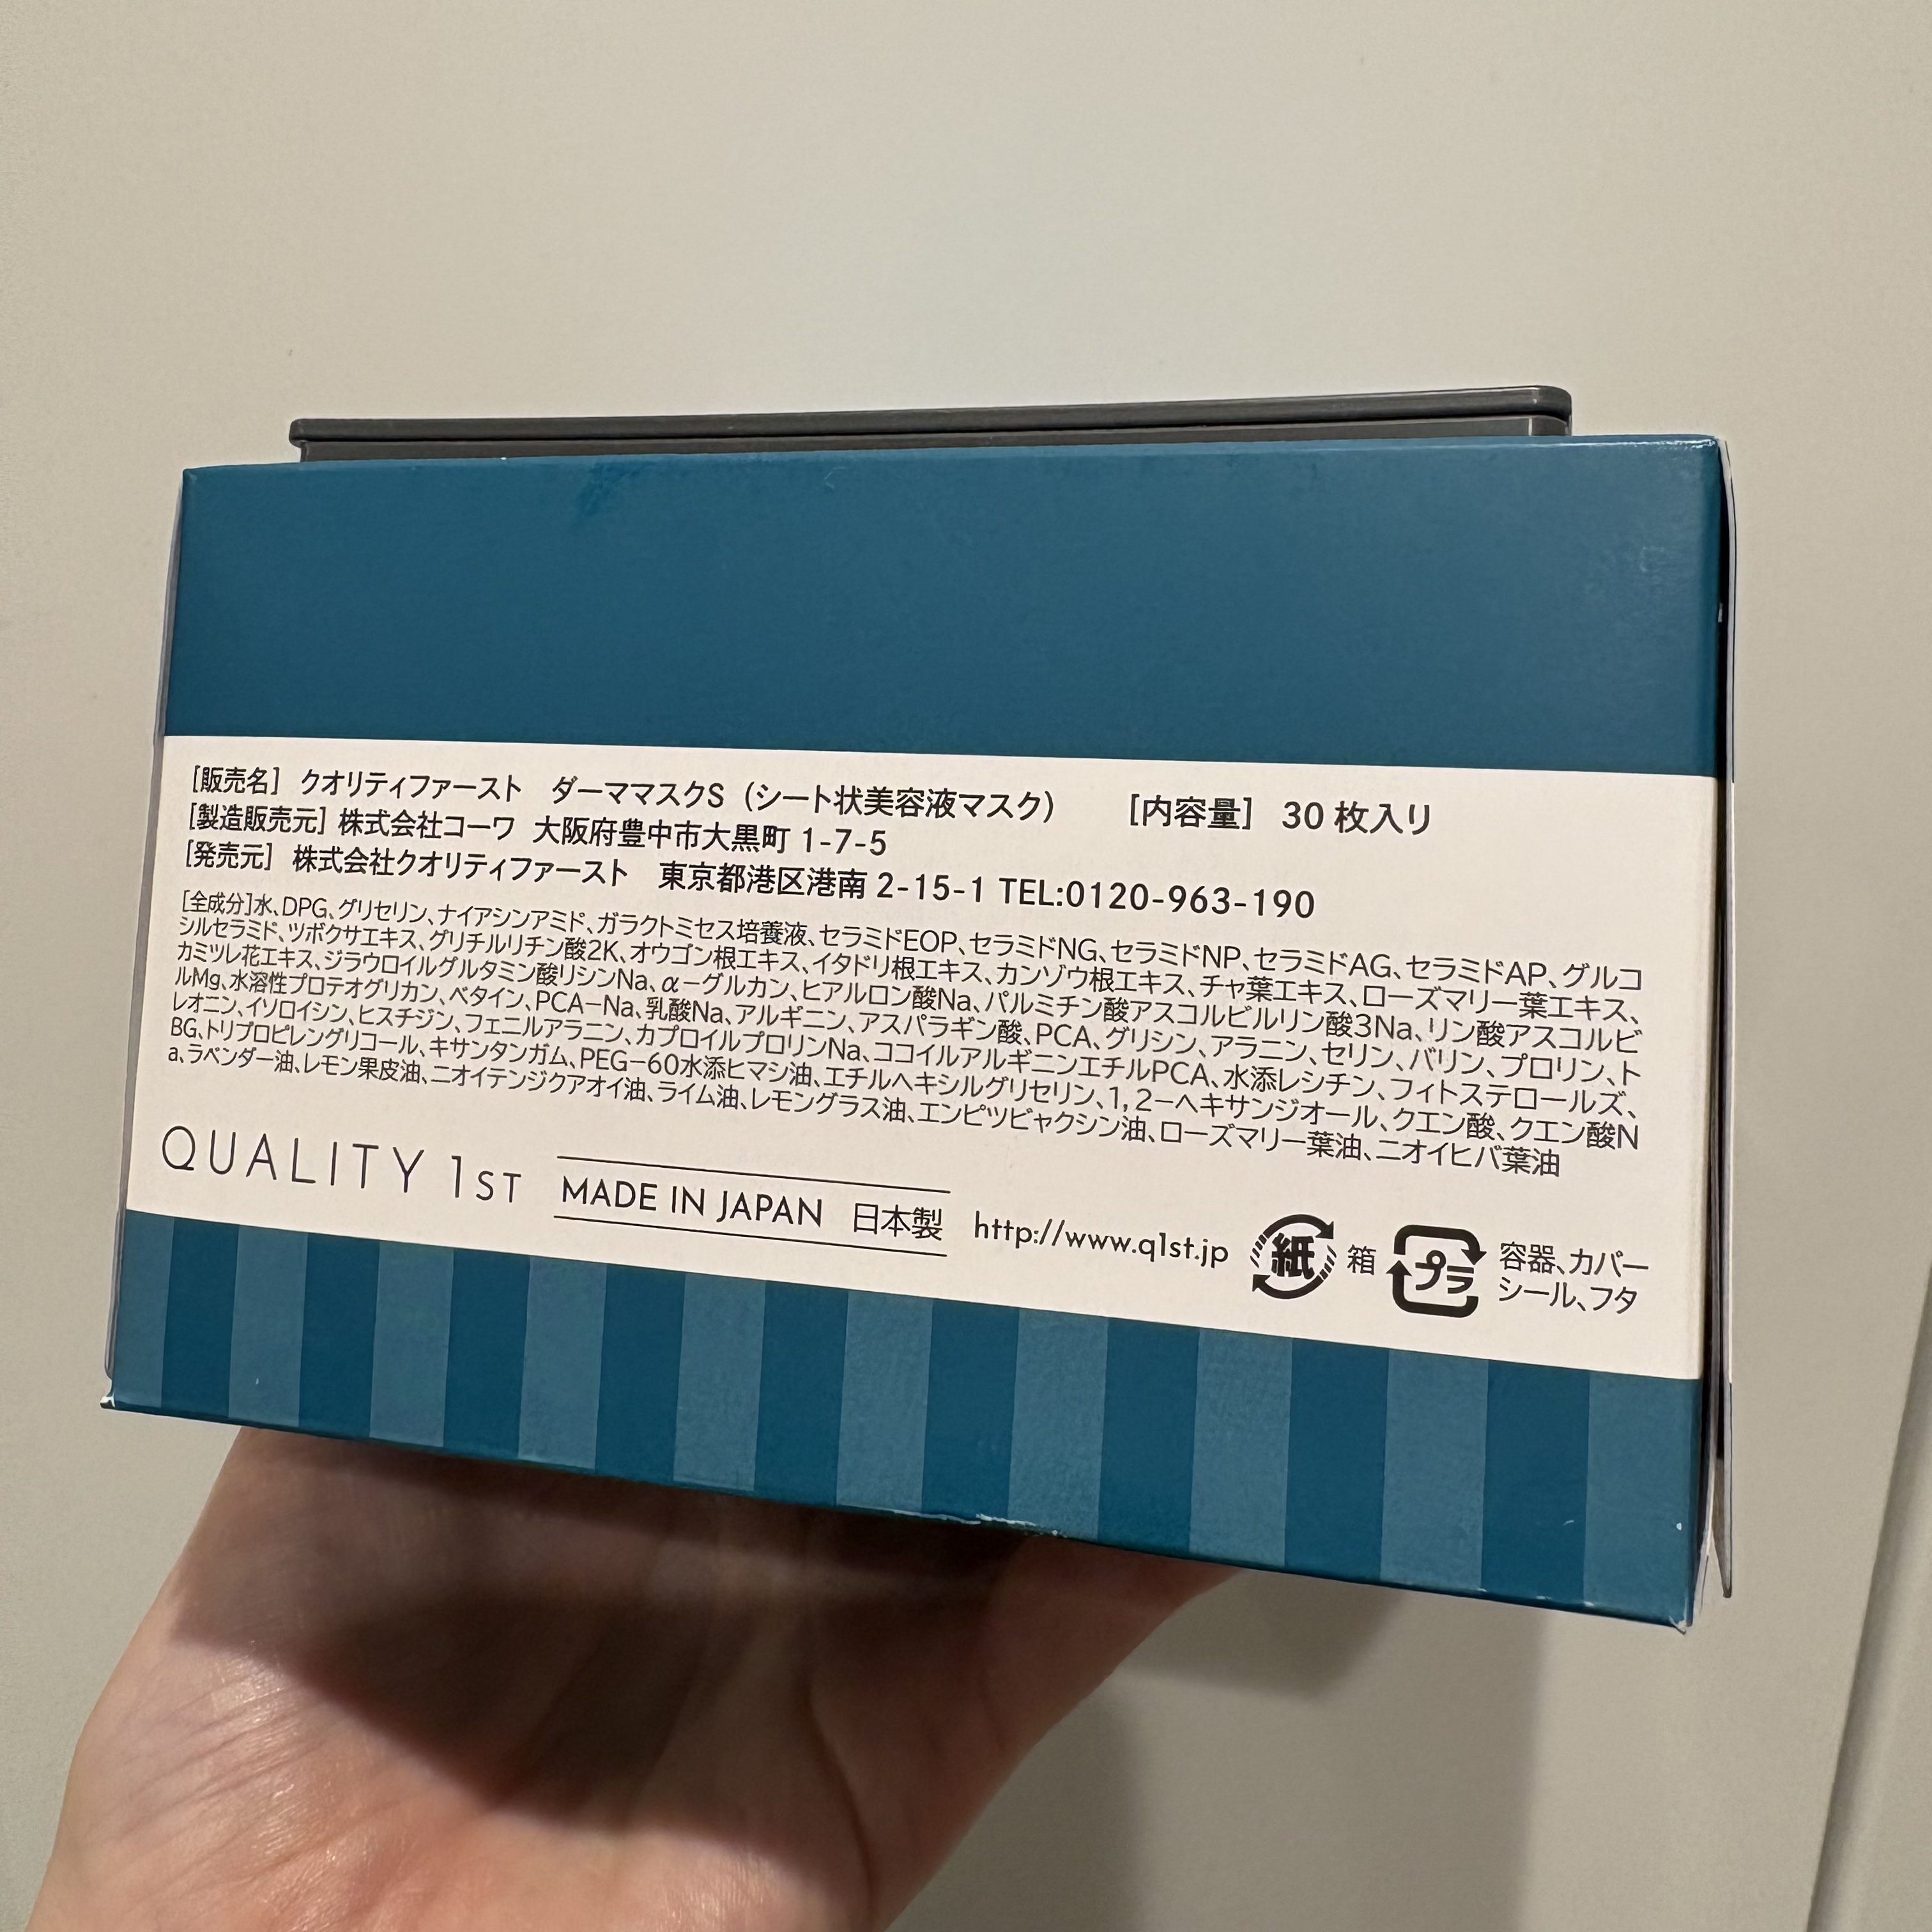 [販売名] クオリティファースト ダーママスクS（シート状美容液マスク） [内容量] 30枚入り
[製造販売元] 株式会社コーワ 大阪府豊中市大黒町 1-7-5
[発売元] 株式会社クオリティファースト 東京都港区港南 2-15-1 TEL:0120-963-190
[全成分]水、DPG、グリセリン、ナイアシンアミド、ガラクトミセス培養液、セラミドEOP、セラミドNG、セラミドNP、セラミドAG、セラミドAP、グルコ
シルセラミド、ツボクサエキス、グリチルリチン酸2K、オウゴン根エキス、イタドリ根エキス、カンゾウ根エキス、チャ葉エキス、ローズマリー葉エキス、
カミツレ花エキス、ジラウロイルグルタミン酸リシンNa、α－グルカン、ヒアルロン酸Na、パルミチン酸アスコルビルリン酸3Na、リン酸アスコルビ
ルMg、水溶性プロテオグリカン、ベタイン、PCA－Na、乳酸Na、アルギニン、アスパラギン酸、PCA、グリシン、アラニン、セリン、バリン、プロリン、ト
レオニン、イソロイシン、ヒスチジン、フェニルアラニン、カプロイルプロリンNa、ココイルアルギニンエチルPCA、水添レシチン、フィトステロールズ、
BG、トリプロピレングリコール、キサンタンガム、PEG－60水添ヒマシ油、エチルヘキシルグリセリン、1,2－ヘキサンジオール、クエン酸、クエン酸N
a、ラベンダー油、レモン果皮油、ニオイテンジクアオイ油、ライム油、レモングラス油、エンピツビャクシン油、ローズマリー葉油、ニオイヒバ葉油
QUALITY 1ST MADE IN JAPAN 日本製 http://www.q1st.jp 紙 箱 プラ 容器、カバー
シール、フタ